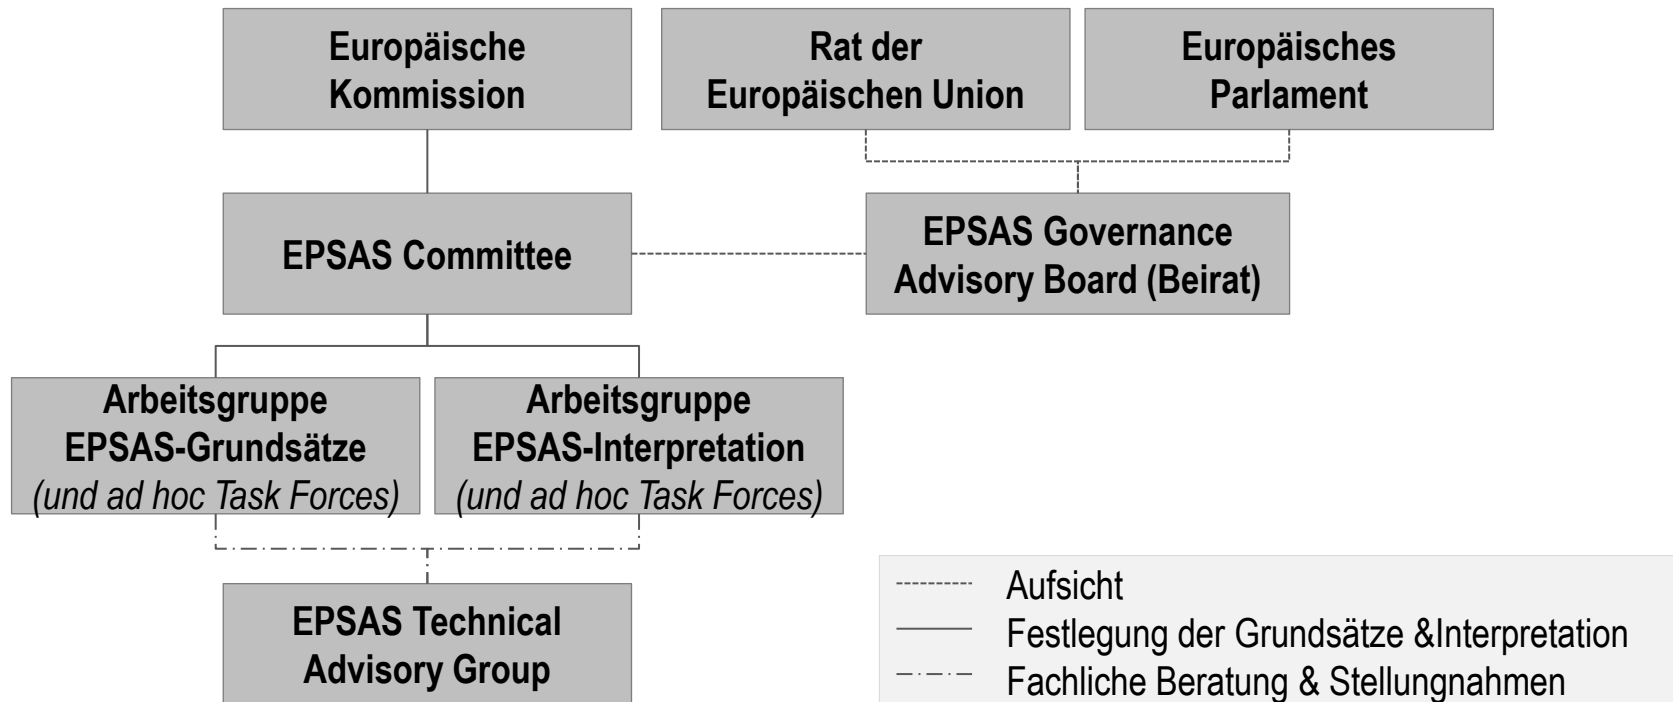 Europäische
Kommission
Rat der
Europäischen Union
Europäisches
Parlament
EPSAS Committee
EPSAS Governance
Advisory Board (Beirat)
Arbeitsgruppe
EPSAS-Grundsätze
(und ad hoc Task Forces)
Arbeitsgruppe
EPSAS-Interpretation
(und ad hoc Task Forces)
EPSAS Technical
Advisory Group
Aufsicht
Festlegung der Grundsätze &Interpretation
Fachliche Beratung & Stellungnahmen